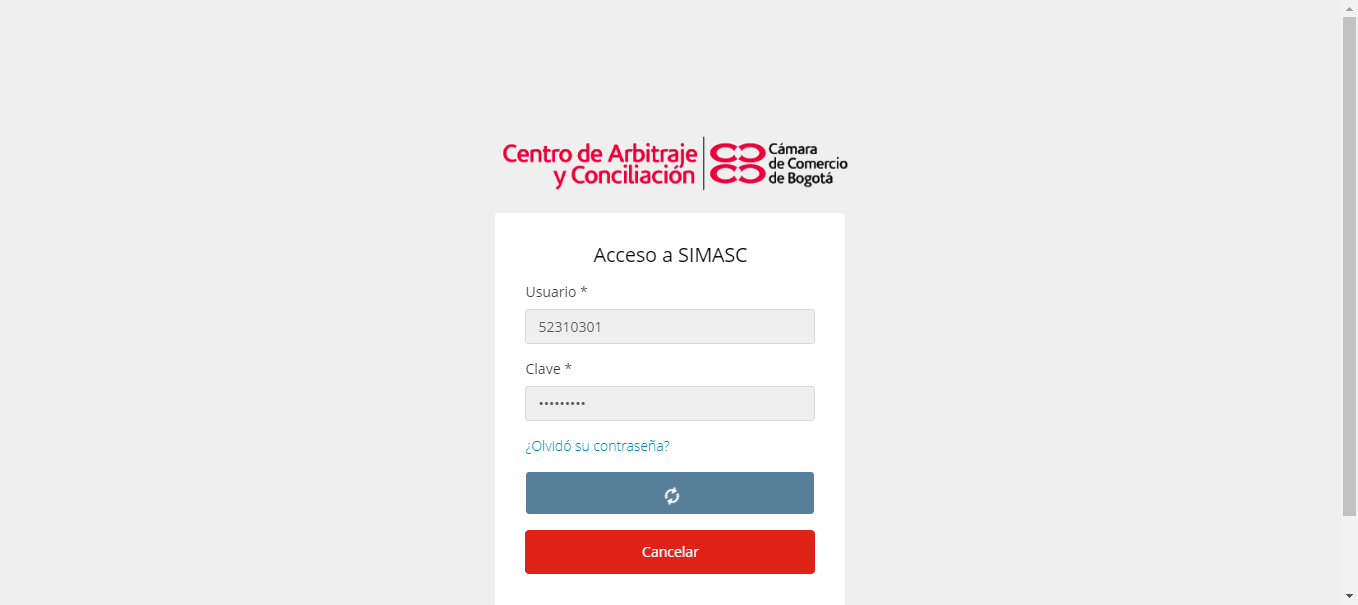 Centro de Arbitraje
y Conciliación
Cámara
de Comercio
de Bogotá
Acceso a SIMASC
Usuario *
52310301
Clave *
•••••••••
¿Olvidó su contraseña?
Cancelar